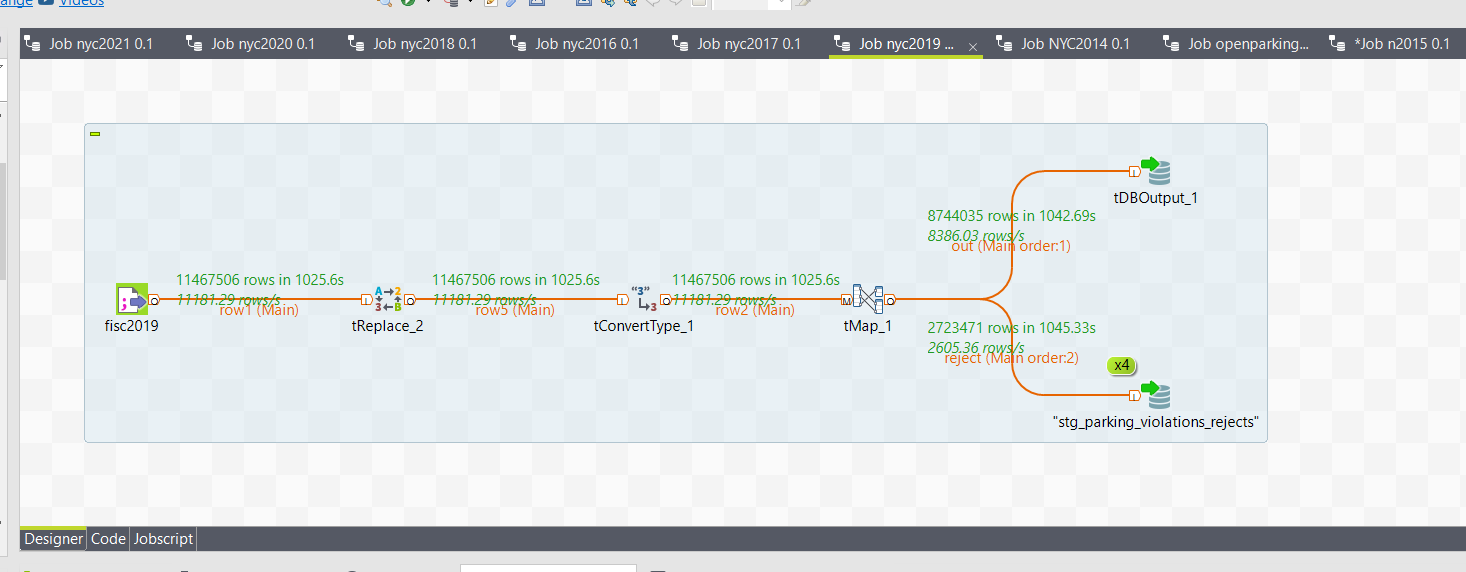 ange Videos
Job nyc2021 0.1
Job nyc2020 0.1
Job nyc2018 0.1
Job nyc2016 0.1
Job nyc2017 0.1
Job nyc2019 ...
Job NYC2014 0.1
Job openparking...
*Job n2015 0.1
tDBOutput_1
8744035 rows in 1042.69s
8386.03 rows/s
out (Main order:1)
11467506 rows in 1025.6s
11181.29 rows/s
row1 (Main)
11467506 rows in 1025.6s
11181.29 rows/s
row5 (Main)
11467506 rows in 1025.6s
11181.29 rows/s
row2 (Main)
fisc2019
tReplace_2
tConvertType_1
tMap_1
2723471 rows in 1045.33s
2605.36 rows/s
reject (Main order:2)
x4
"stg_parking_violations_rejects"
Designer Code Jobscript